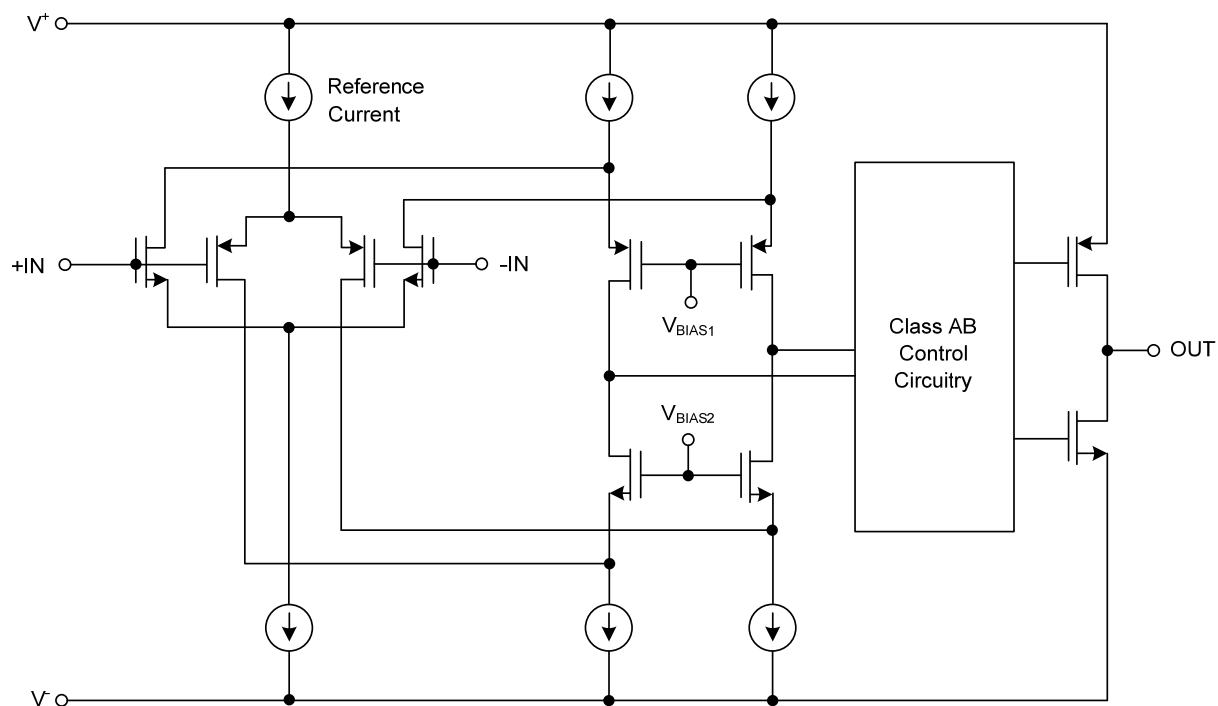 V+
Reference
Current
+IN
-IN
VBIAS1
VBIAS2
Class AB
Control
Circuitry
OUT
V-